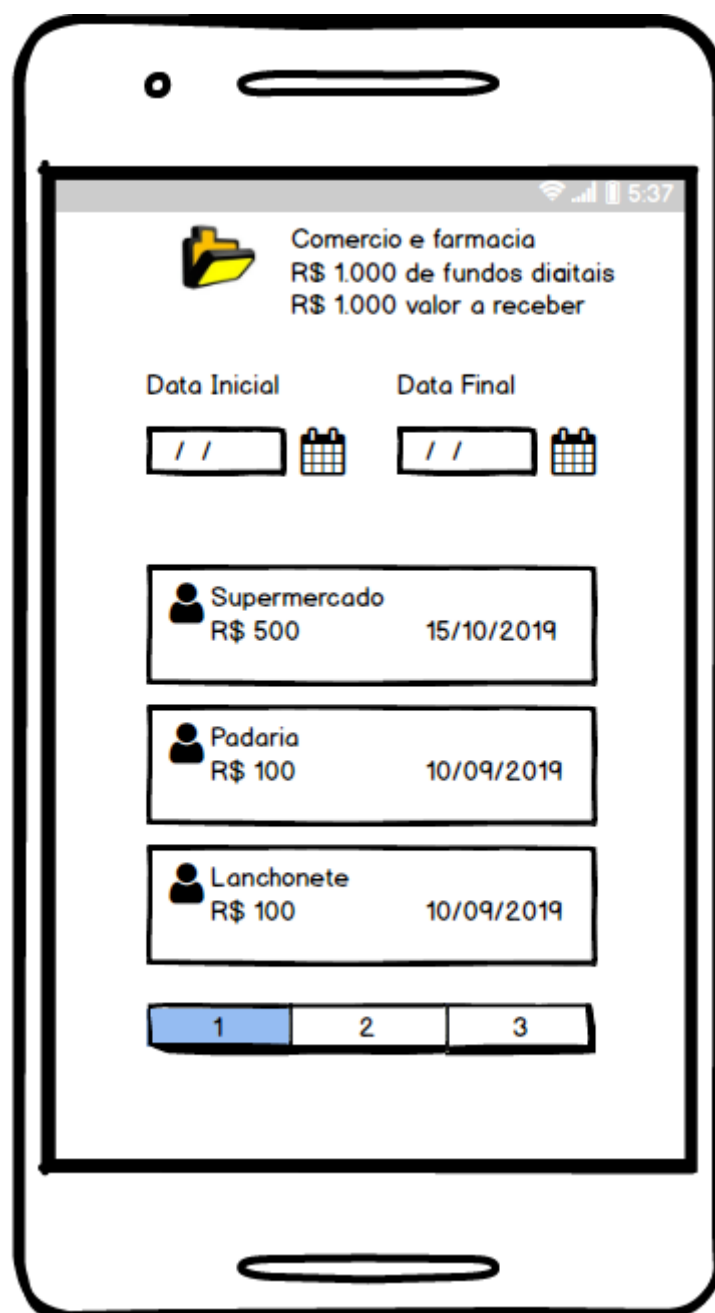 5:37
Comercio e farmacia
R$ 1.000 de fundos diaitais
R$ 1.000 valor a receber
Data Inicial Data Final
/ / / /
Supermercado
R$ 500 15/10/2019
Padaria
R$ 100 10/09/2019
Lanchonete
R$ 100 10/09/2019
1 2 3